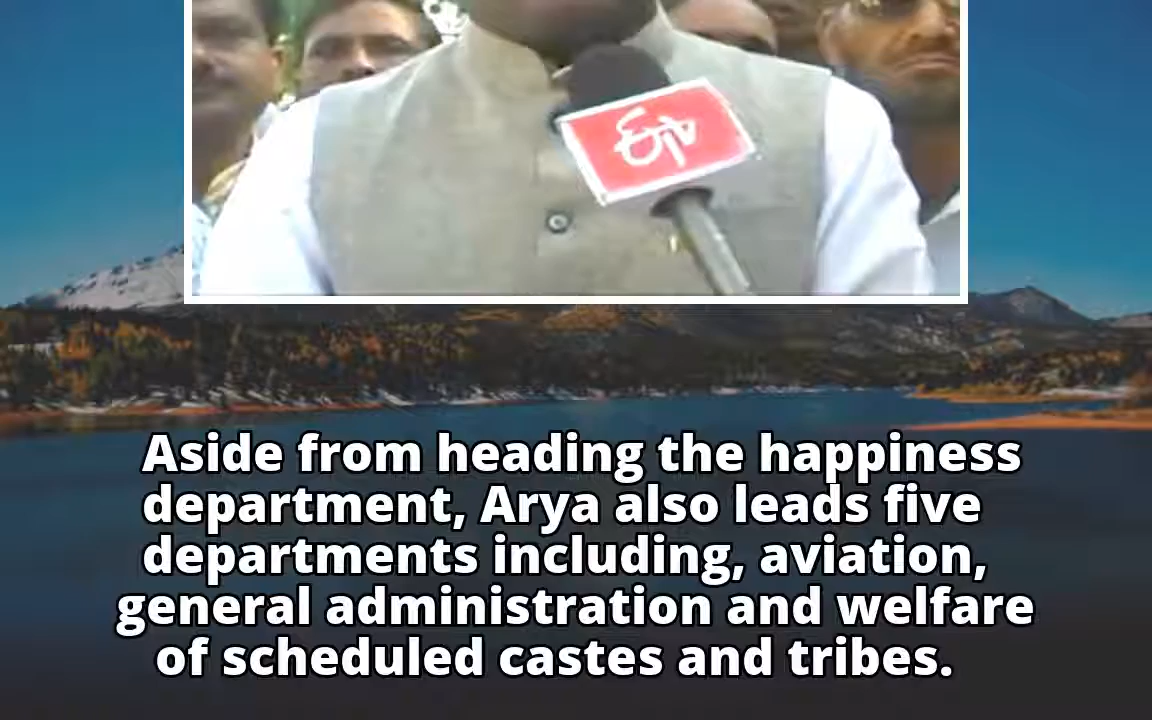 etv
Aside from heading the happiness
department, Arya also leads five
departments including, aviation,
general administration and welfare
of scheduled castes and tribes.